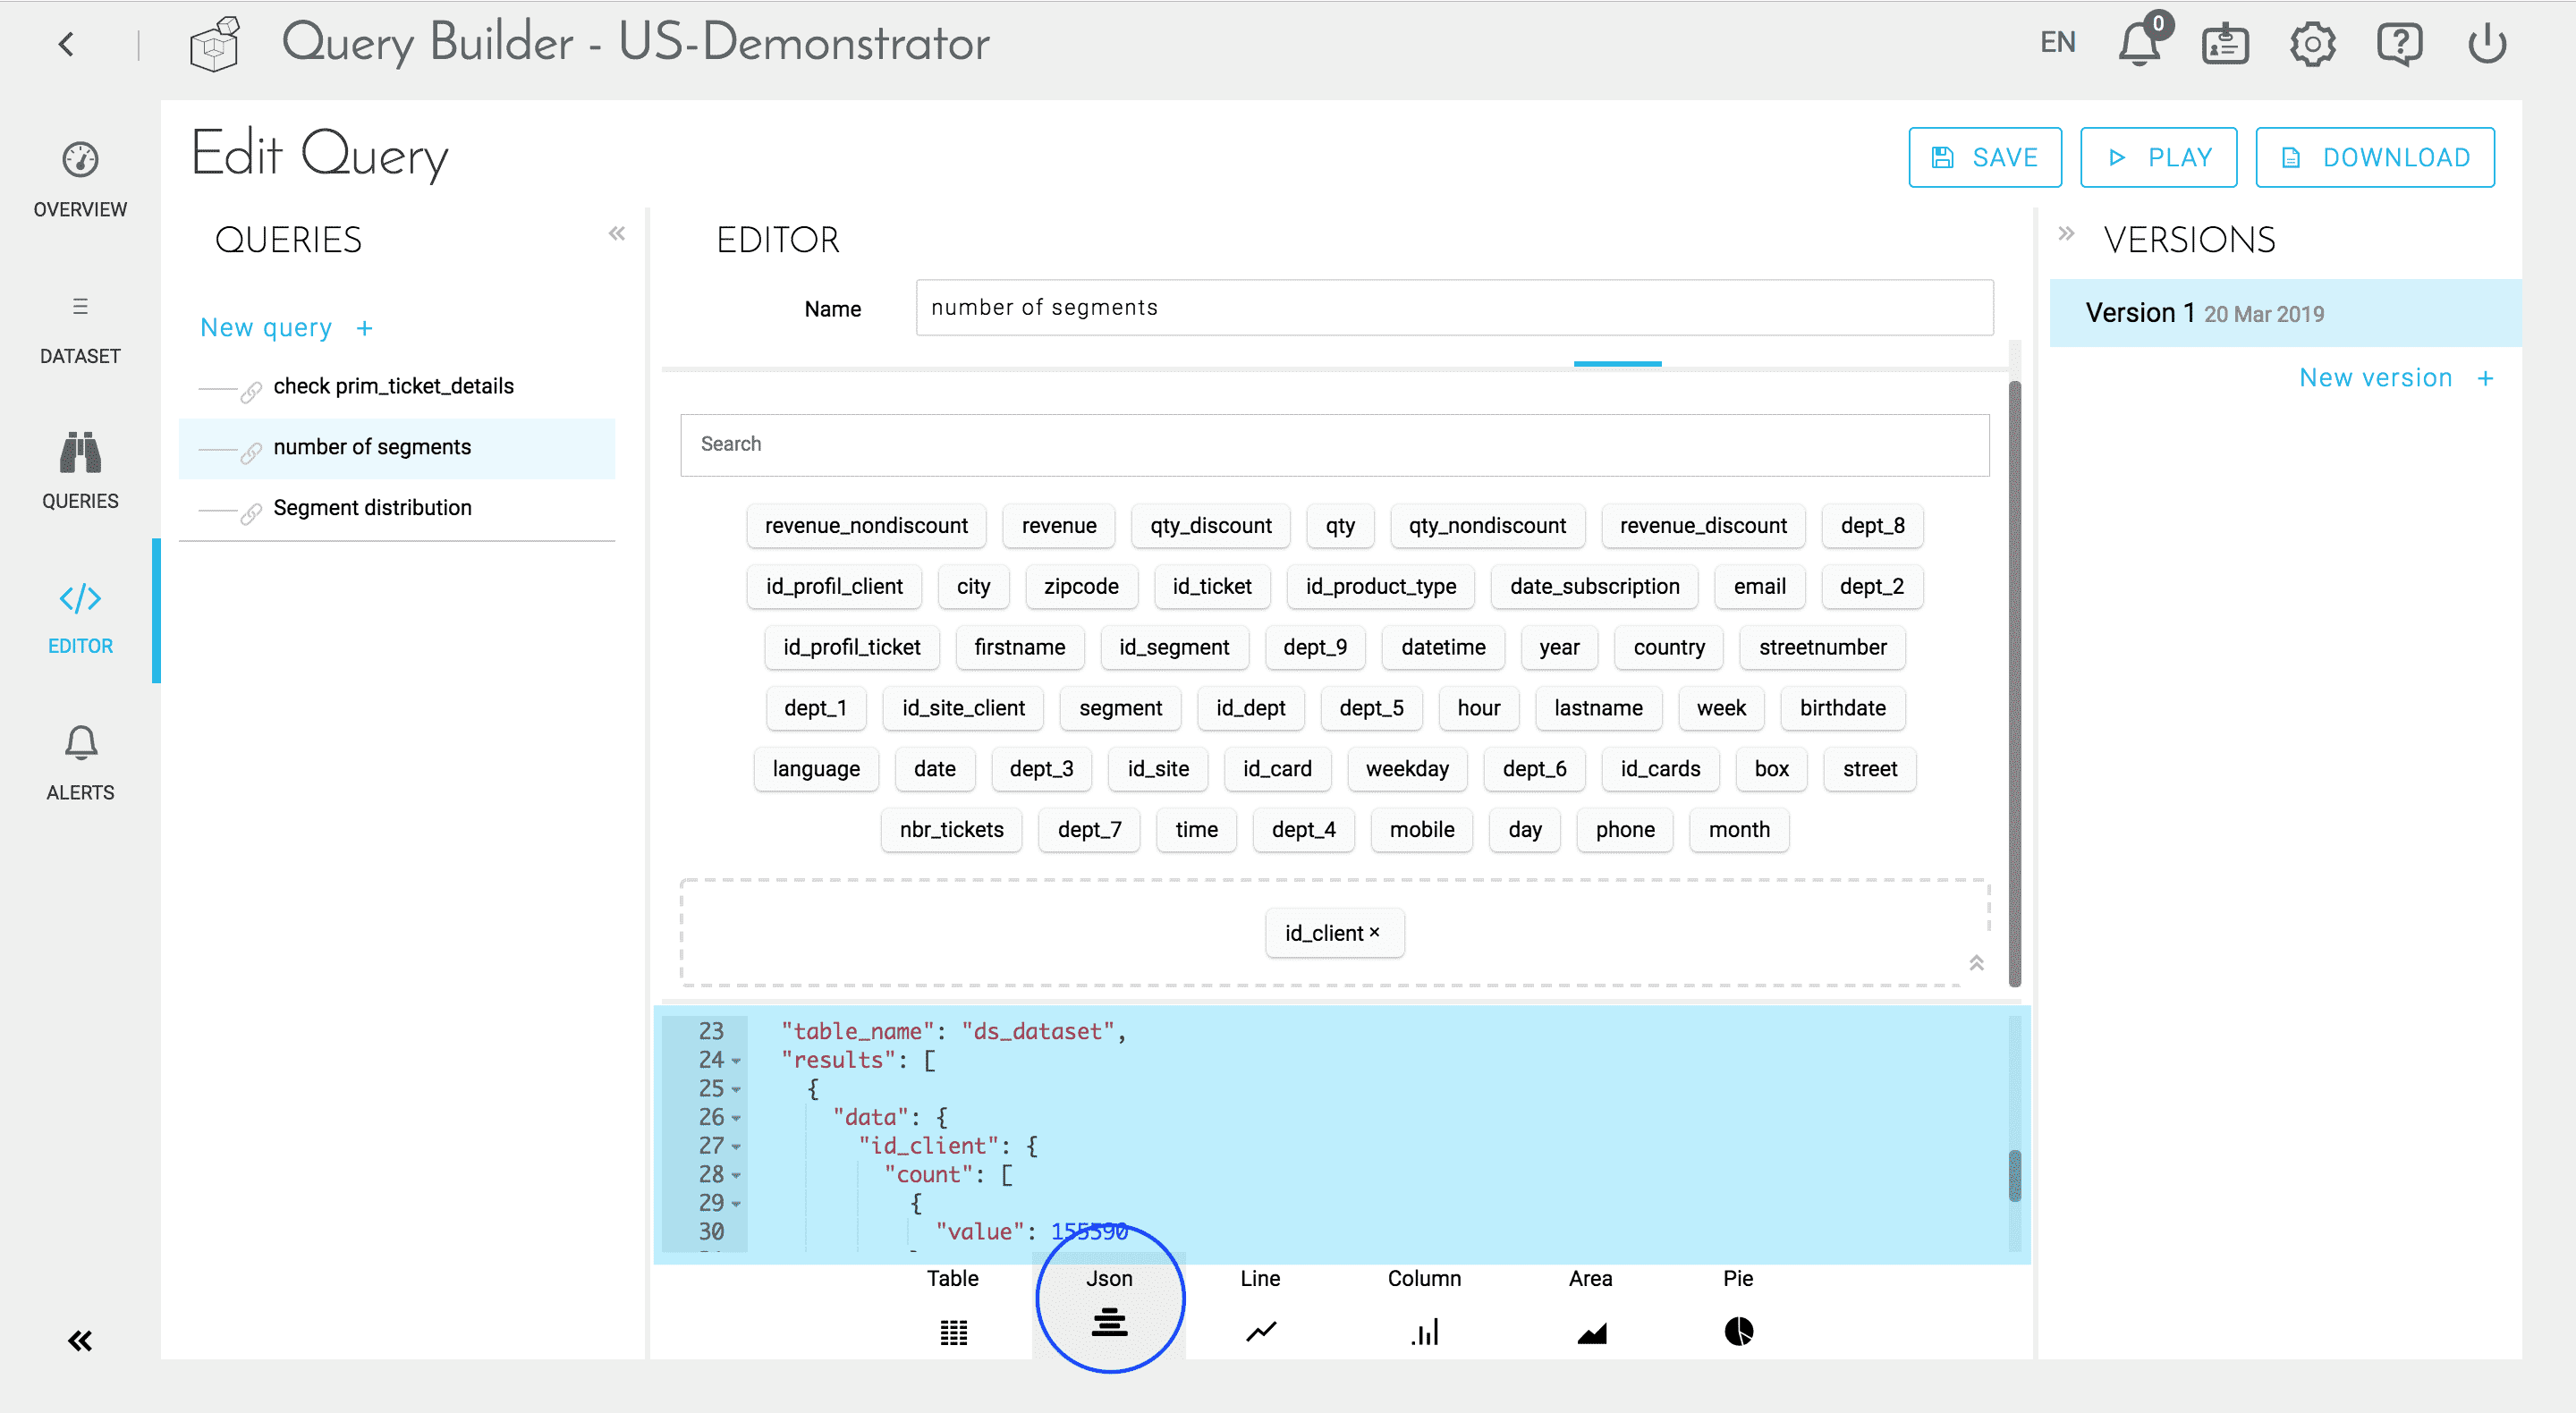 Query Builder - US-Demonstrator
EN
0
OVERVIEW
DATASET
QUERIES
EDITOR
ALERTS
Edit Query
SAVE
PLAY
DOWNLOAD
QUERIES
New query +
check prim_ticket_details
number of segments
Segment distribution
EDITOR
Name number of segments
Search
revenue_nondiscount revenue qty_discount qty qty_nondiscount revenue_discount dept_8
id_profil_client city zipcode id_ticket id_product_type date_subscription email dept_2
id_profil_ticket firstname id_segment dept_9 datetime year country streetnumber
dept_1 id_site_client segment id_dept dept_5 hour lastname week birthdate
language date dept_3 id_site id_card weekday dept_6 id_cards box street
nbr_tickets dept_7 time dept_4 mobile day phone month
id_client ×
23 "table_name": "ds_dataset",
24 "results": [
25 {
26 "data": {
27 "id_client": {
28 "count": [
29 {
30 "value": 155590
Table Json Line Column Area Pie
VERSIONS
Version 1 20 Mar 2019
New version +